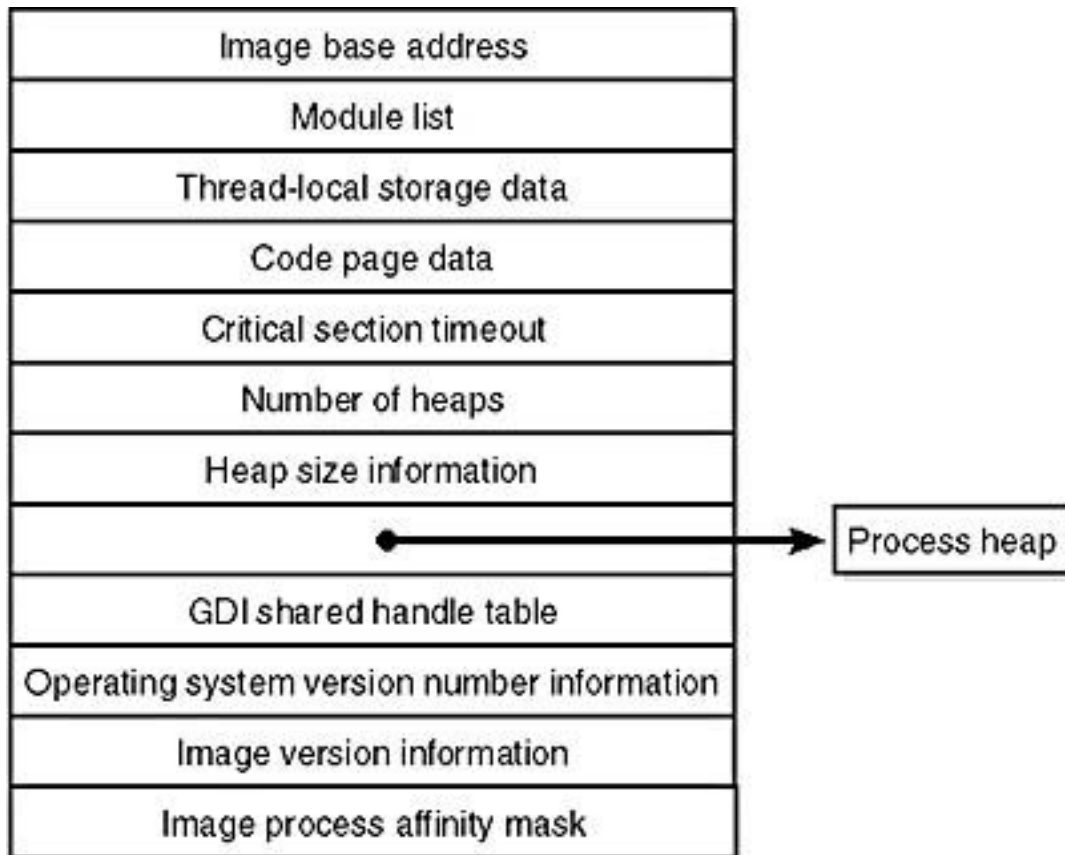 Image base address
Module list
Thread-local storage data
Code page data
Critical section timeout
Number of heaps
Heap size information
Process heap
GDI shared handle table
Operating system version number information
Image version information
Image process affinity mask